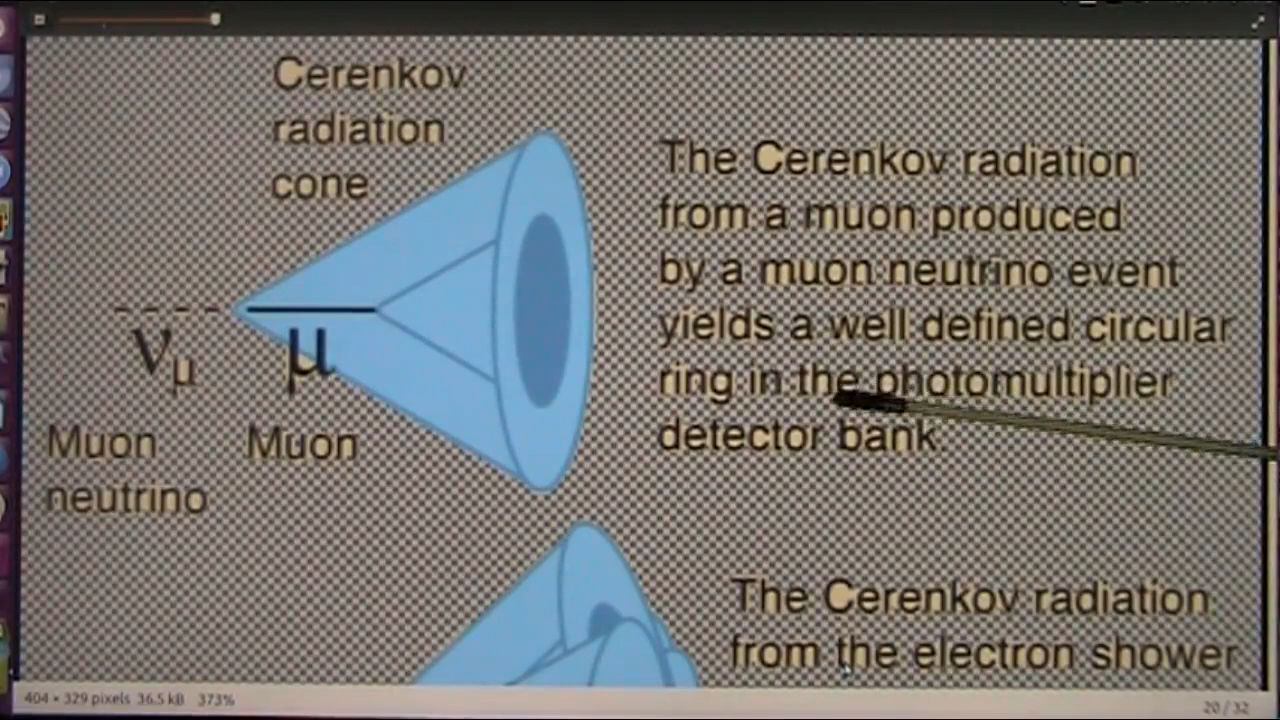 Cerenkov
radiation
cone
The Cerenkov radiation
from a muon produced
by a muon neutrino event
yields a well defined circular
ring in the photomultiplier
detector bank.
νμ
μ
Muon
neutrino
Muon
The Cerenkov radiation
from the electron shower
404 × 329 pixels 36.5 kB 373%
20 / 32